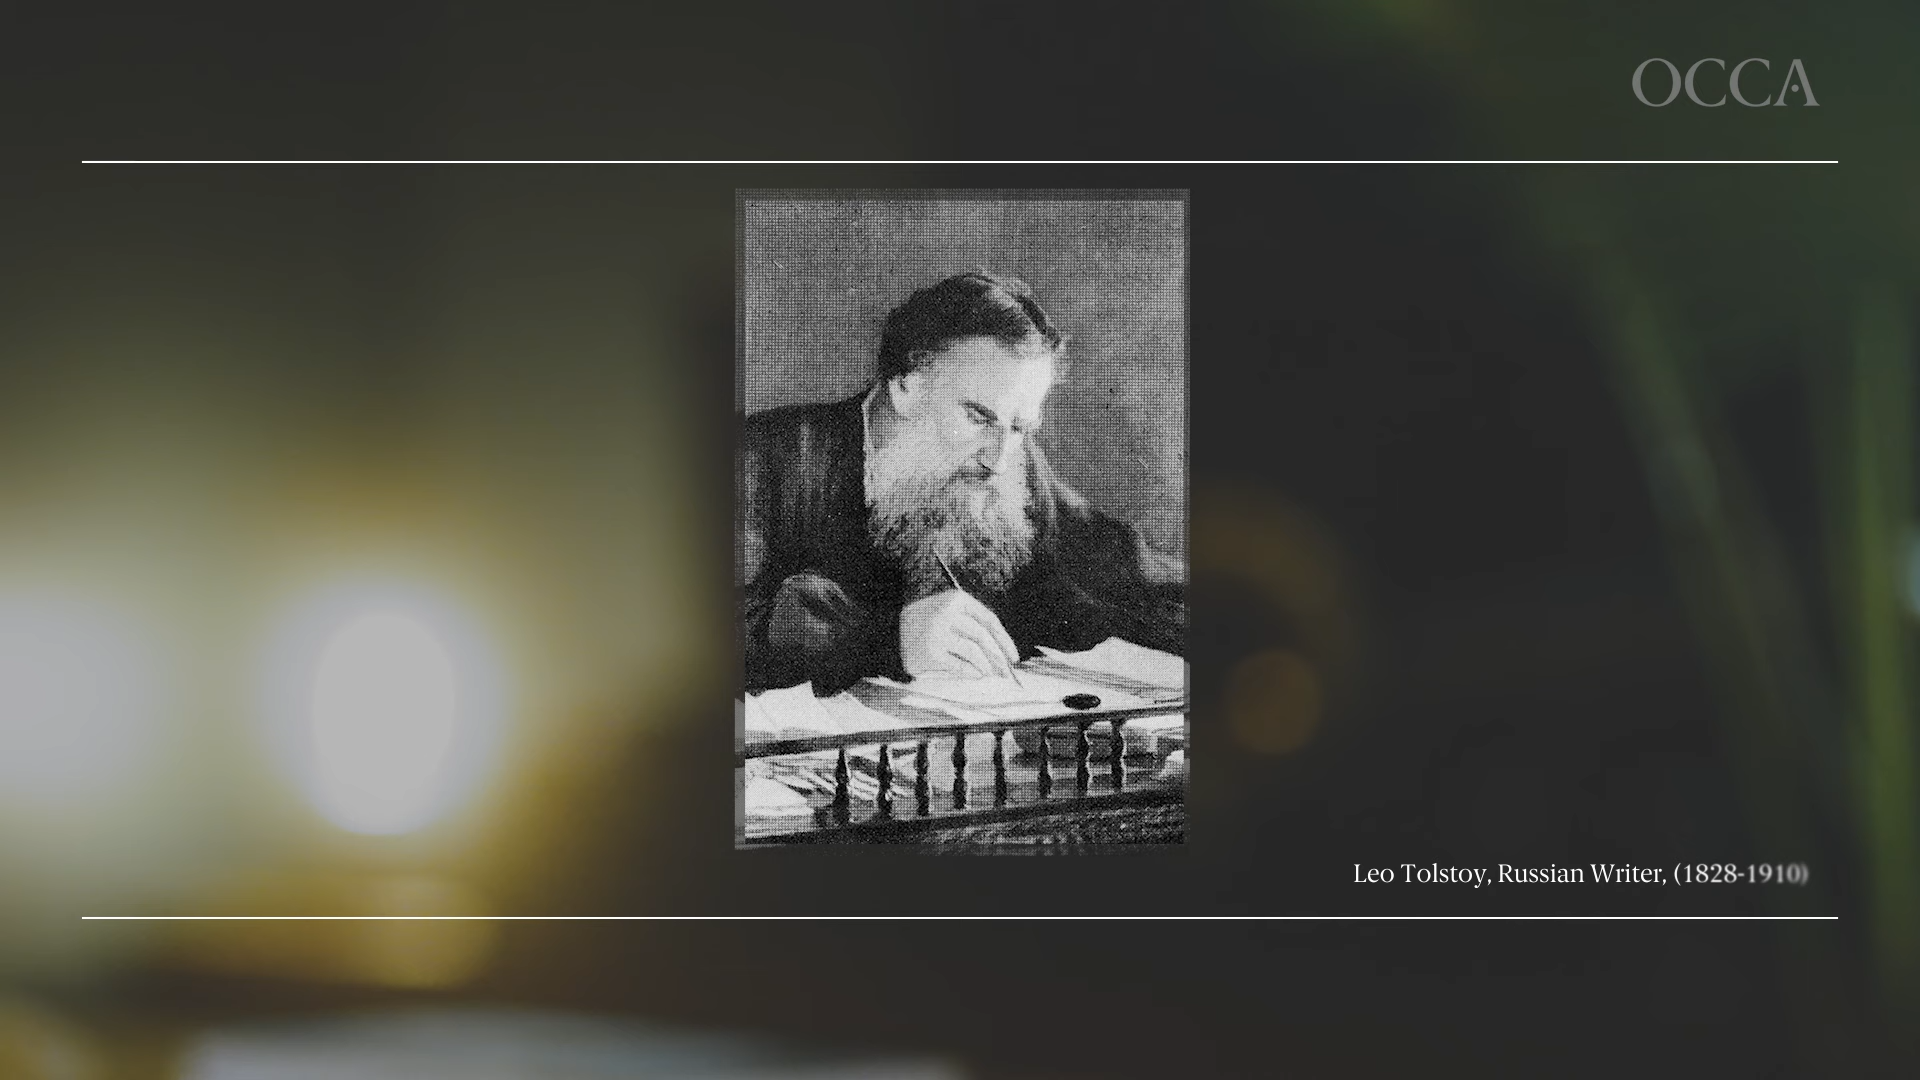 OCCA
Leo Tolstoy, Russian Writer, (1828-1910)